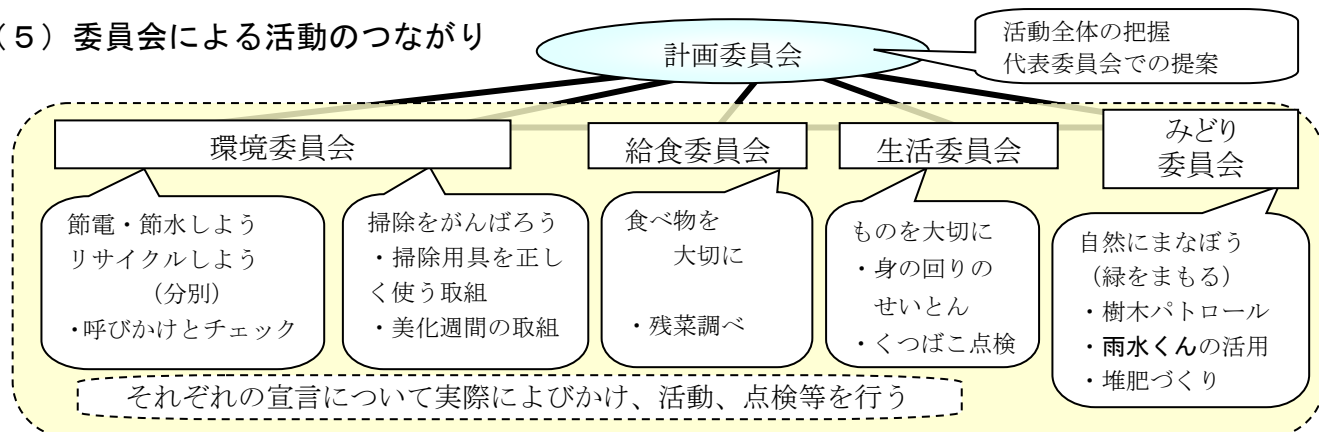 （５）委員会による活動のつながり
計画委員会
活動全体の把握
代表委員会での提案
環境委員会
節電・節水しよう
リサイクルしよう
（分別）
・呼びかけとチェック
掃除をがんばろう
・掃除用具を正し
く使う取組
・美化週間の取組
給食委員会
食べ物を
大切に
・残菜調べ
生活委員会
ものを大切に
・身の回りの
せいとん
・くつばこ点検
みどり
委員会
自然にまなぼう
（緑をまもる）
・樹木パトロール
・雨水くんの活用
・堆肥づくり
それぞれの宣言について実際によびかけ、活動、点検等を行う